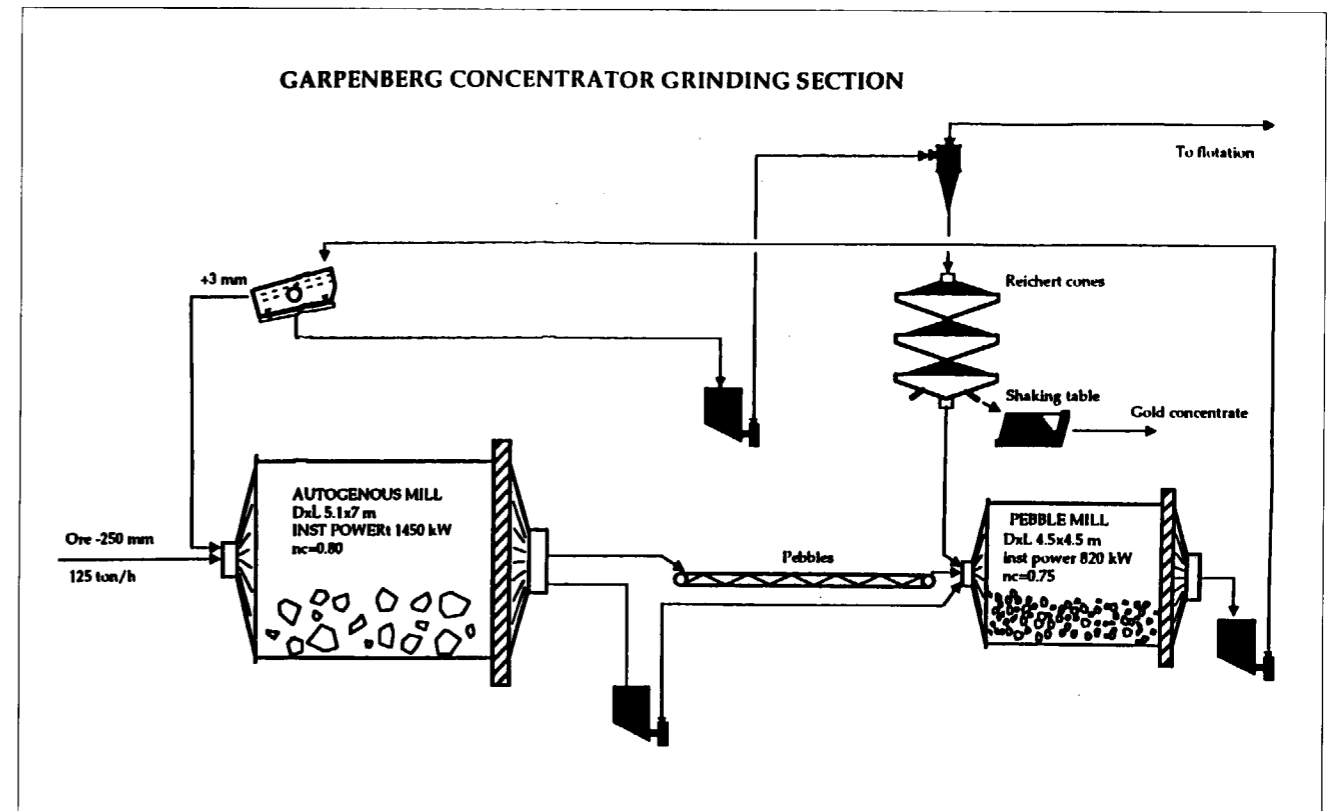 GARPENBERG CONCENTRATOR GRINDING SECTION
To flotation
+3 mm
Reichert cones
Shaking table
Gold concentrate
AUTOGENOUS MILL
DxL 5.1x7 m
INST POWERt 1450 kW
nc=0.80
Ore -250 mm
125 ton/h
Pebbles
PEBBLE MILL
DxL 4.5x4.5 m
inst power 820 kW
nc=0.75